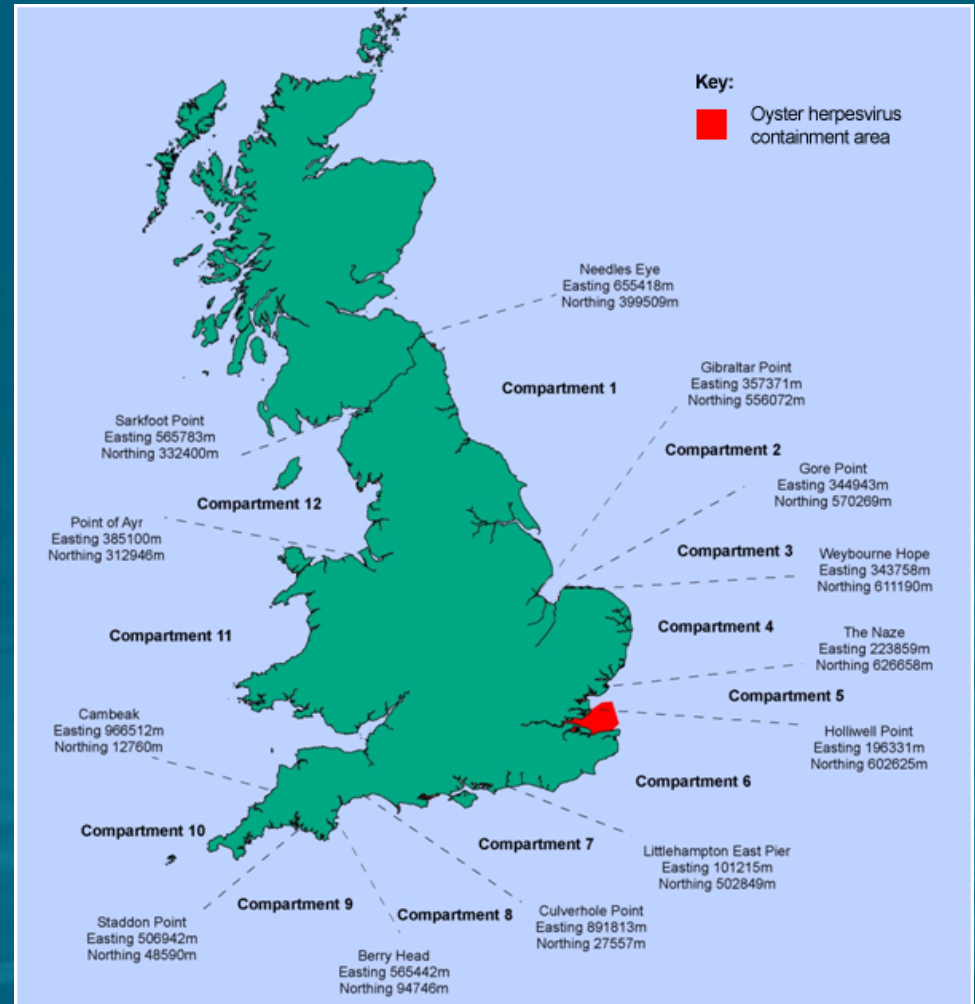 Key:
Oyster herpesvirus
containment area
Needles Eye
Easting 655418m
Northing 399509m
Compartment 1
Gibraltar Point
Easting 357371m
Northing 556072m
Sarkfoot Point
Easting 565783m
Northing 332400m
Compartment 2
Gore Point
Easting 344943m
Northing 570269m
Compartment 12
Point of Ayr
Easting 385100m
Northing 312946m
Compartment 3
Weybourne Hope
Easting 343758m
Northing 611190m
Compartment 11
Compartment 4
The Naze
Easting 223859m
Northing 626658m
Compartment 5
Cambeak
Easting 966512m
Northing 12760m
Holliwell Point
Easting 196331m
Northing 602625m
Compartment 6
Compartment 10
Compartment 7
Littlehampton East Pier
Easting 101215m
Northing 502849m
Compartment 9
Compartment 8
Culverhole Point
Easting 891813m
Northing 27557m
Staddon Point
Easting 506942m
Northing 48590m
Berry Head
Easting 565442m
Northing 94746m